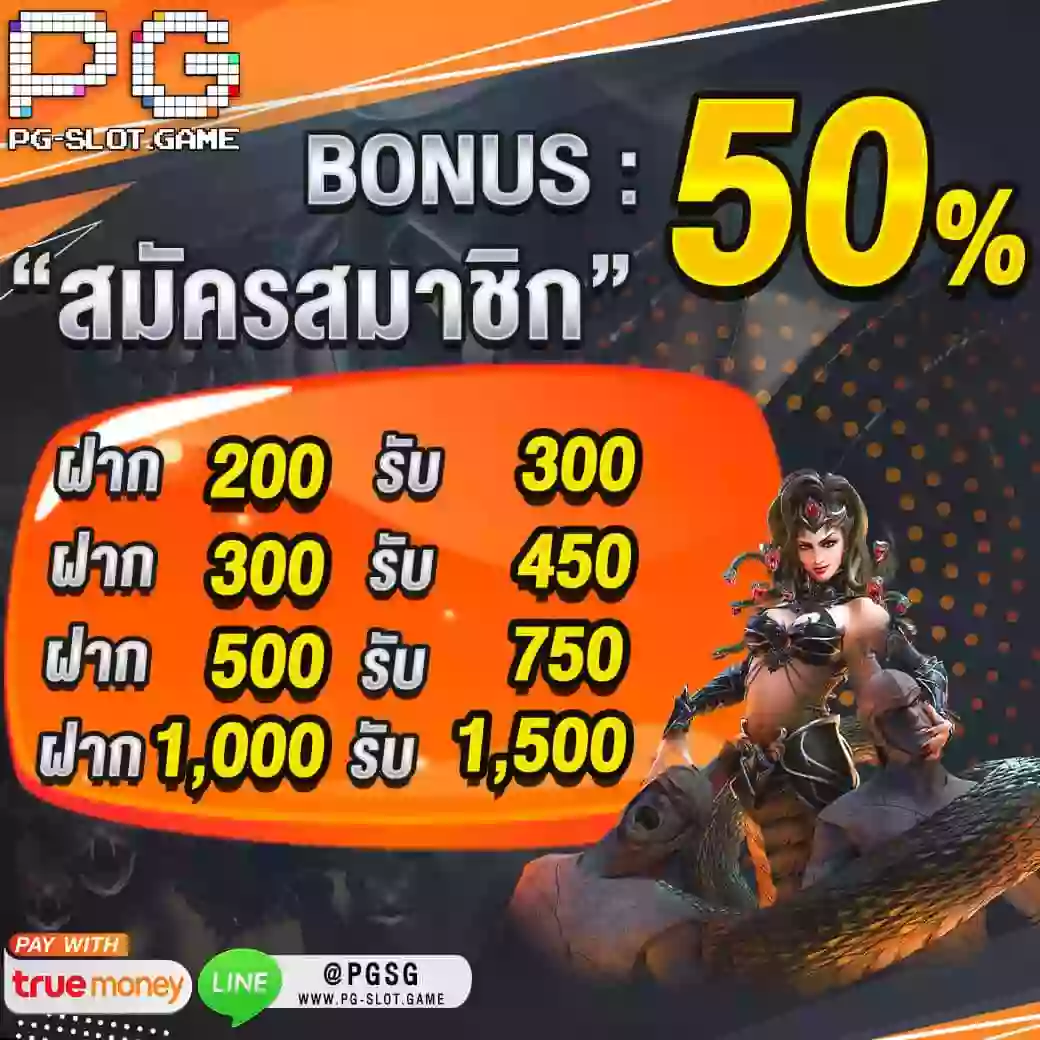 PG
PG-SLOT.GAME
BONUS : 50%
“สมัครสมาชิก”
ฝาก 200 รับ 300
ฝาก 300 รับ 450
ฝาก 500 รับ 750
ฝาก 1,000 รับ 1,500
PAY WITH
truemoney
LINE
@PGSG
WWW.PG-SLOT.GAME